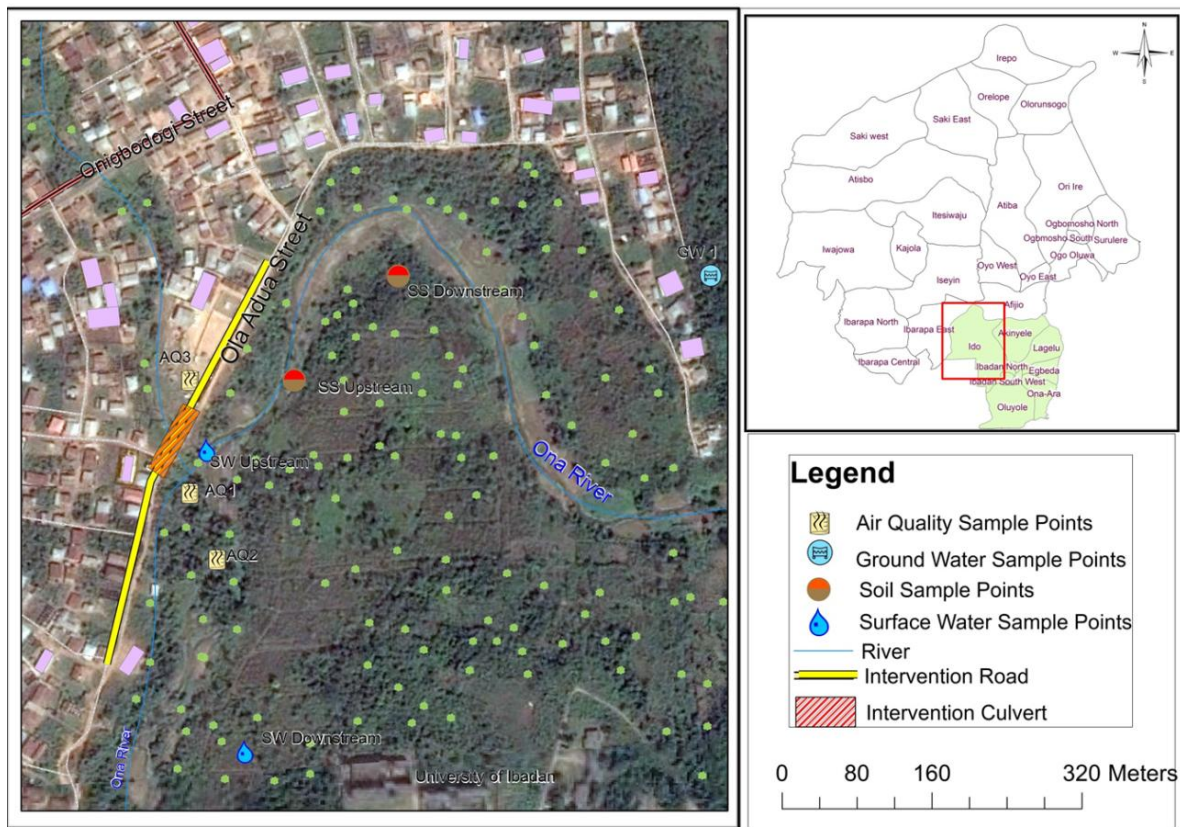 Onigbodogi Street
Ola Adua Street
GW 1
SS Downstream
AQ3
SS Upstream
SW Upstream
AQ1
Ona River
AQ2
SW Downstream
Ona River
University of Ibadan
N
W E
S
Irepo
Orelope
Olorunsogo
Saki East
Saki west
Atisbo
Ori Ire
Itesiwaju
Atiba
Ogbomosho North
Iwajowa
Kajola
Ogbmosho South
Surulere
Oyo West
Ogo Oluwa
Oyo East
Iseyin
Afijio
Ibarapa North
Ibarapa East
Akinyele
Ido
Lagelu
Ibarapa Central
Ibadan North
Egbeda
Ibadan South West
Ona-Ara
Oluyole
Legend
Air Quality Sample Points
Ground Water Sample Points
Soil Sample Points
Surface Water Sample Points
River
Intervention Road
Intervention Culvert
0 80 160 320 Meters